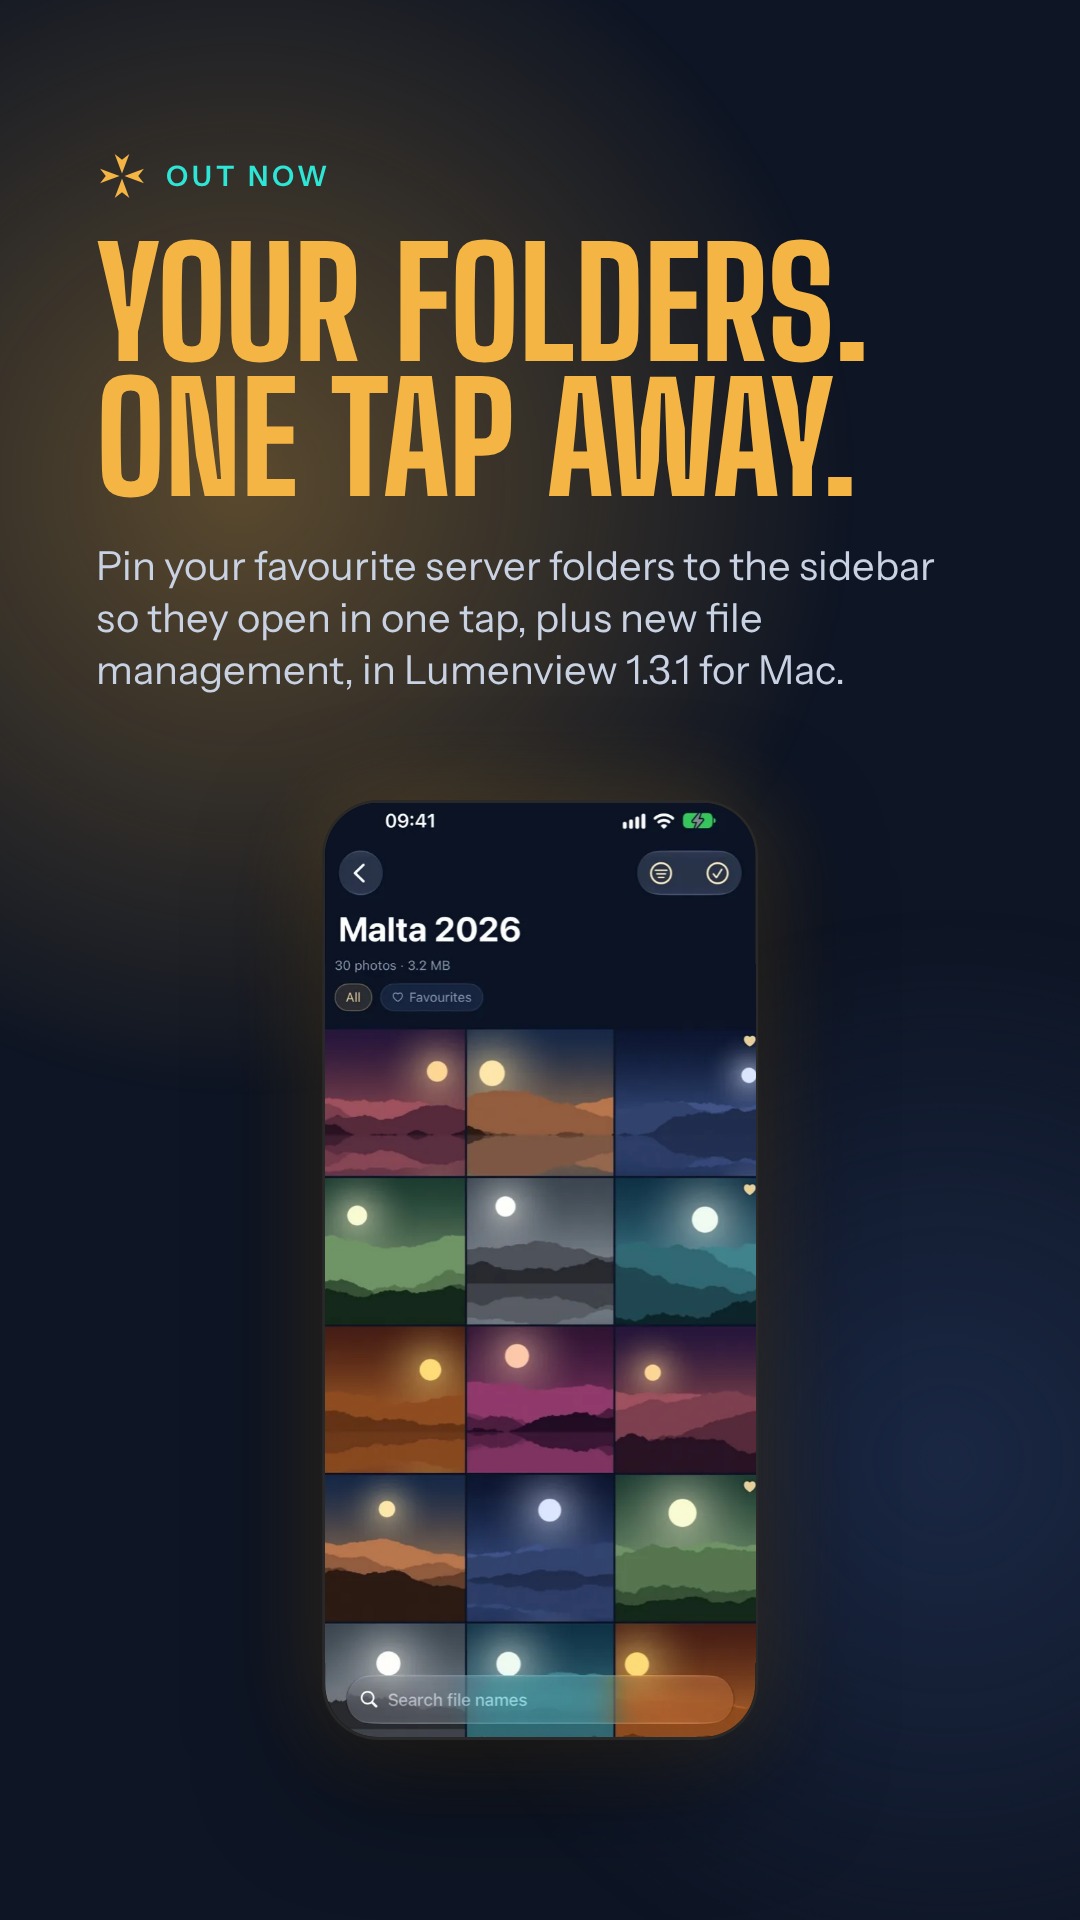 OUT NOW
YOUR FOLDERS.
ONE TAP AWAY.
Pin your favourite server folders to the sidebar
so they open in one tap, plus new file
management, in Lumenview 1.3.1 for Mac.
09:41
Malta 2026
30 photos · 3.2 MB
All
Favourites
Search file names